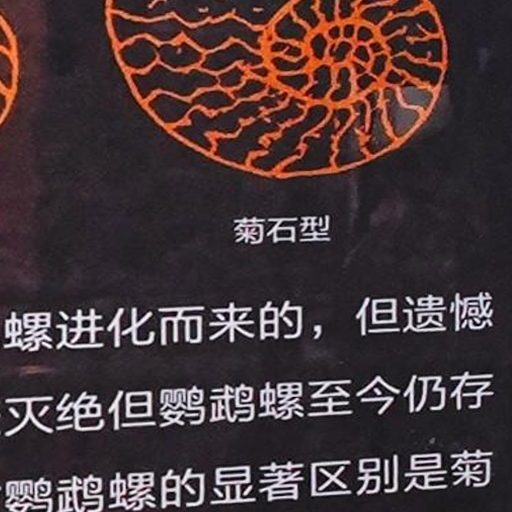 菊石型
螺进化而来的，但遗憾
灭绝但鹦鹉螺至今仍存
鹦鹉螺的显著区别是菊